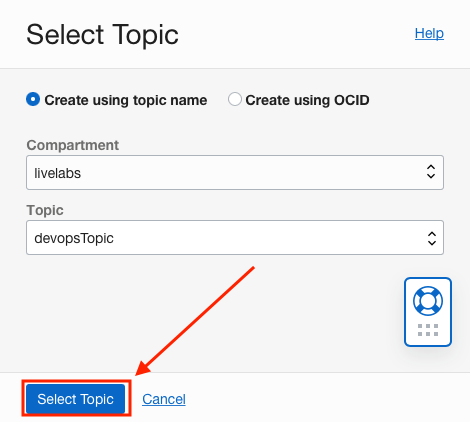 Select Topic
Help
Create using topic name
Create using OCID
Compartment
livelabs
Topic
devopsTopic
Select Topic
Cancel